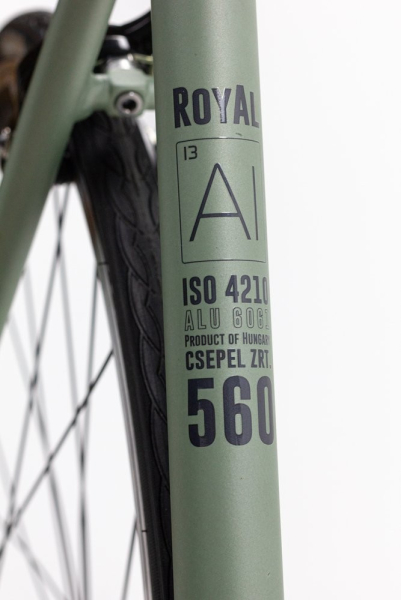 RoyAl
13
Al
ISO 4210
ALU 6061
Product of Hungary
CSEPEL ZRT.
560